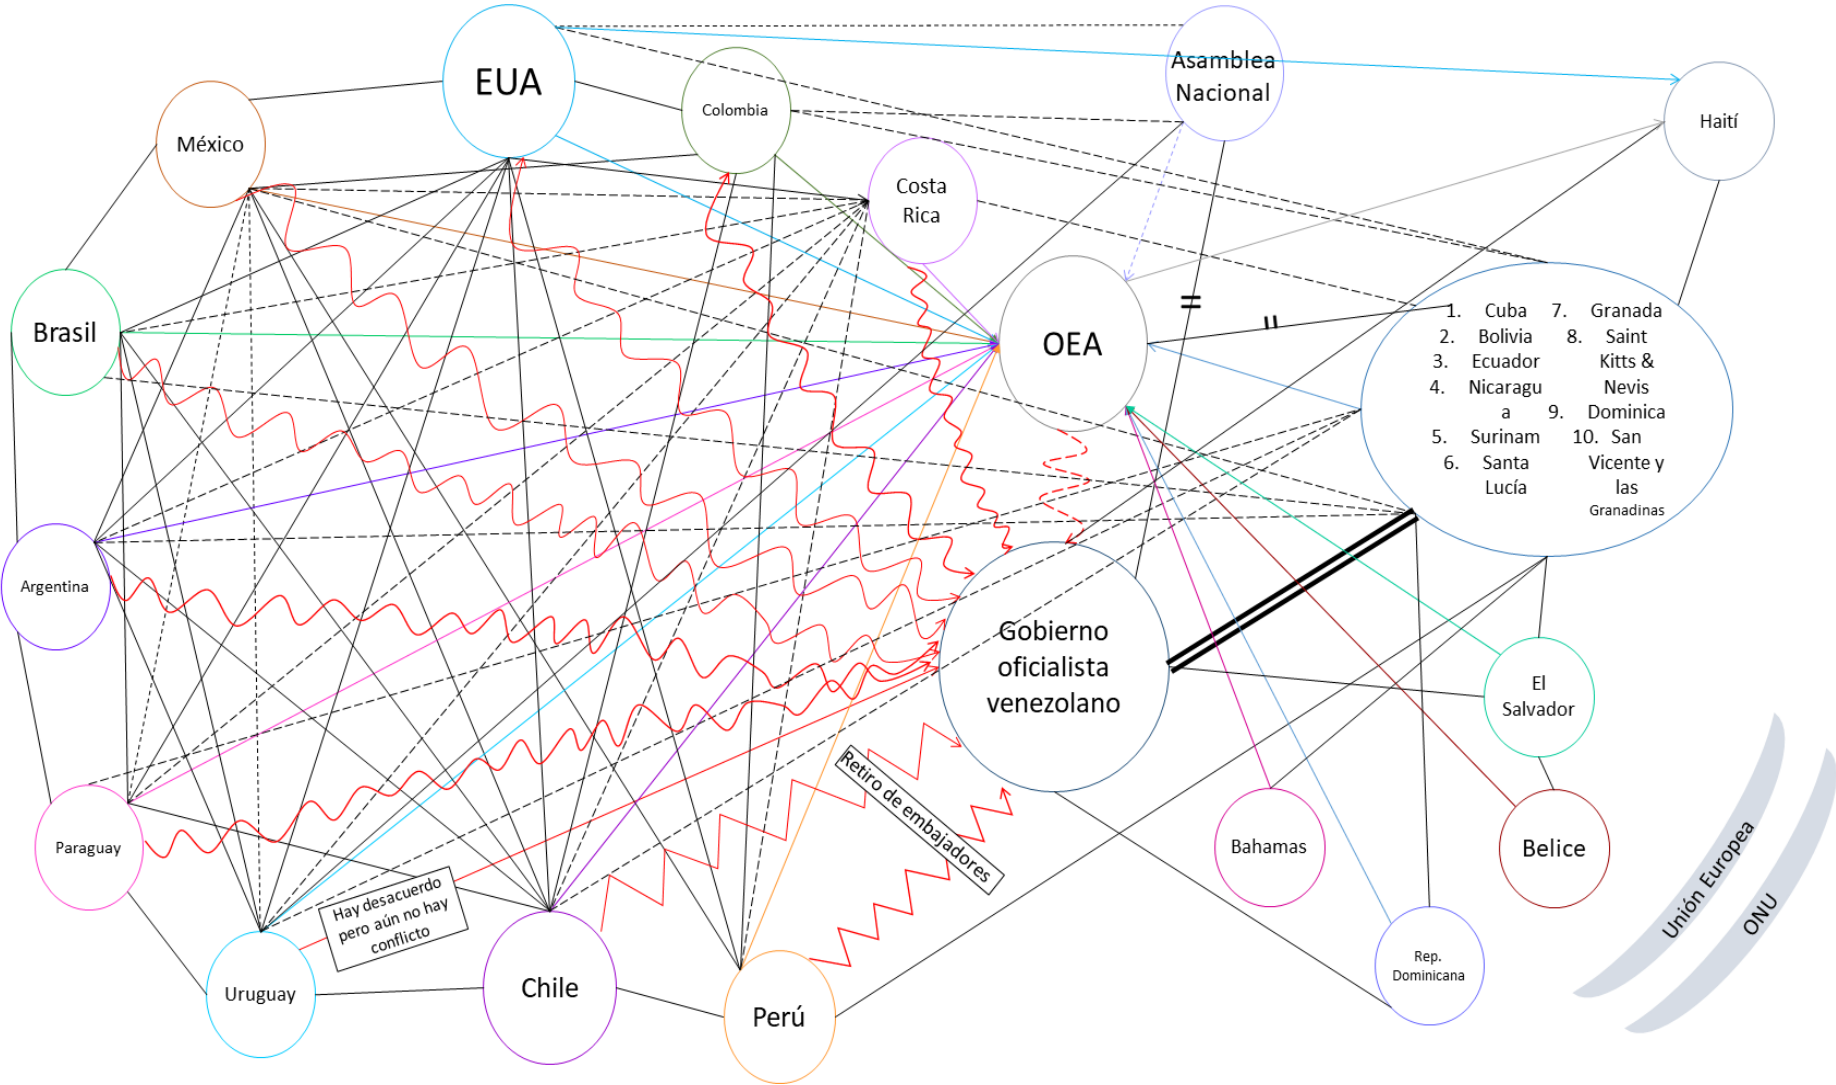 EUA
Asamblea
Nacional
Colombia
Haití
México
Costa
Rica
Brasil
OEA
1. Cuba
2. Bolivia
3. Ecuador
4. Nicaragu
a
5. Surinam
6. Santa
Lucía
7. Granada
8. Saint
Kitts &
Nevis
9. Dominica
10. San
Vicente y
las
Granadinas
=
=
Argentina
Gobierno
oficialista
venezolano
El
Salvador
Retiro de embajadores
Paraguay
Bahamas
Belice
Unión Europea
ONU
Hay desacuerdo
pero aún no hay
conflicto
Uruguay
Chile
Perú
Rep.
Dominicana